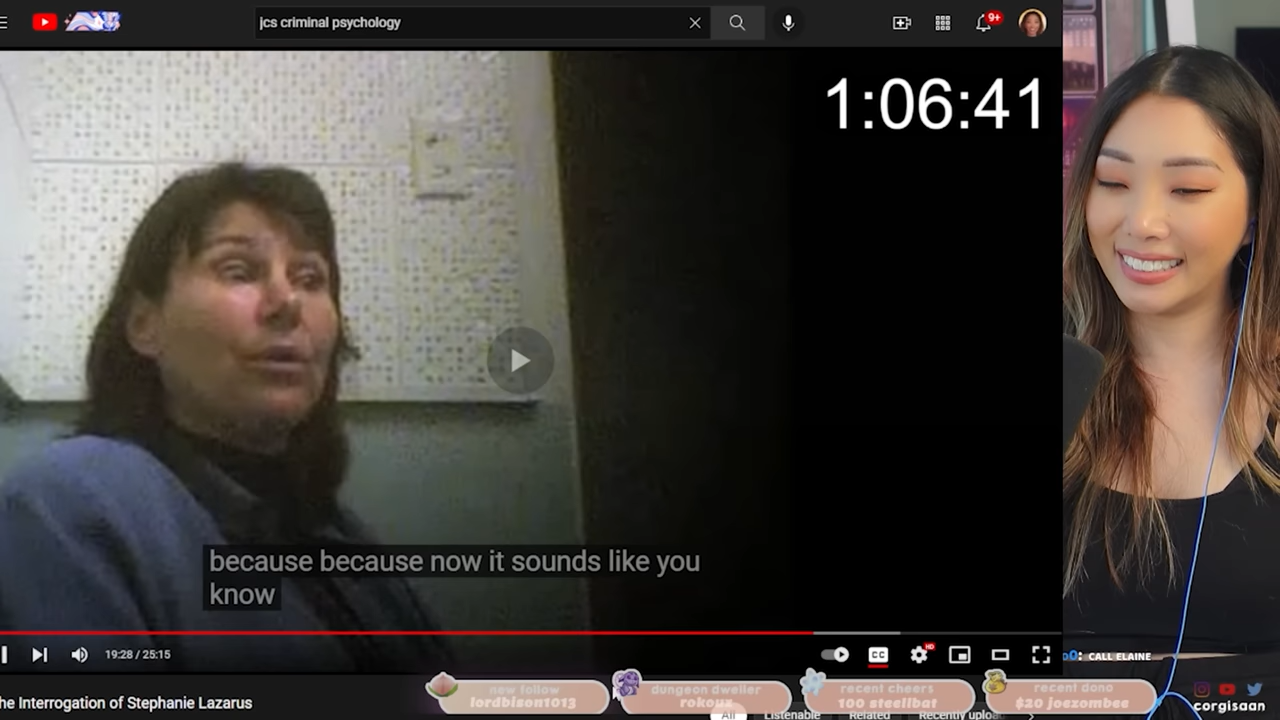 jcs criminal psychology
9+
1:06:41
because because now it sounds like you
know
CC
HD
19:28 / 25:15
CALL ELAINE
he Interrogation of Stephanie Lazarus
new follow
lordbison1013
dungeon dweller
rokoux
recent cheers
100 steelibat
recent dono
$20 joezombee
corgisaan
All
Listenable
Related
Recently uploa